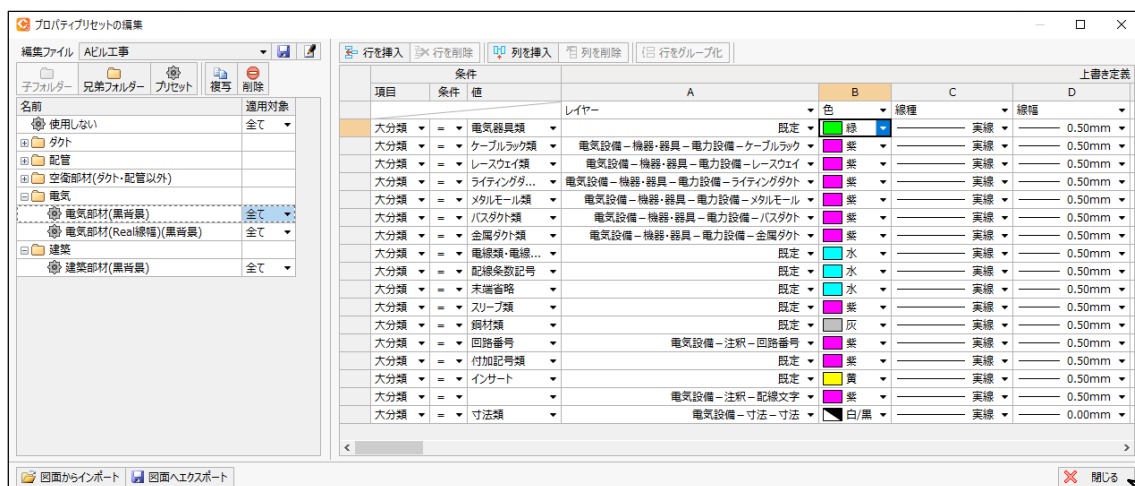 プロパティプリセットの編集
編集ファイル Aビル工事
子フォルダー 兄弟フォルダー プリセット 複写 削除
名前 適用対象
使用しない 全て
ダクト
配管
空衛部材(ダクト・配管以外)
電気
電気部材(黒背景) 全て
電気部材(Real線幅)(黒背景) 全て
建築
建築部材(黒背景) 全て
行を挿入 行を削除 列を挿入 列を削除 行をグループ化
条件 上書き定義
項目 条件 値 A B C D
レイヤー 色 線種 線幅
大分類 = 電気器具類 既定 緑 実線 0.50mm
大分類 = ケーブルラック類 電気設備－機器・器具－電力設備－ケーブルラック 紫 実線 0.50mm
大分類 = レースウェイ類 電気設備－機器・器具－電力設備－レースウェイ 紫 実線 0.50mm
大分類 = ライティングダ... 電気設備－機器・器具－電力設備－ライティングダクト 紫 実線 0.50mm
大分類 = メタルモール類 電気設備－機器・器具－電力設備－メタルモール 紫 実線 0.50mm
大分類 = バスダクト類 電気設備－機器・器具－電力設備－バスダクト 紫 実線 0.50mm
大分類 = 金属ダクト類 電気設備－機器・器具－電力設備－金属ダクト 紫 実線 0.50mm
大分類 = 電線類・電線... 既定 水 実線 0.50mm
大分類 = 配線条数記号 既定 水 実線 0.50mm
大分類 = 末端省略 既定 水 実線 0.50mm
大分類 = スリーブ類 既定 紫 実線 0.50mm
大分類 = 鋼材類 既定 灰 実線 0.50mm
大分類 = 回路番号 電気設備－注釈－回路番号 紫 実線 0.50mm
大分類 = 付加記号類 既定 紫 実線 0.50mm
大分類 = インサート 既定 黄 実線 0.50mm
大分類 = 電気設備－注釈－配線文字 紫 実線 0.50mm
大分類 = 寸法類 電気設備－寸法－寸法 白/黒 実線 0.00mm
図面からインポート 図面へエクスポート 閉じる